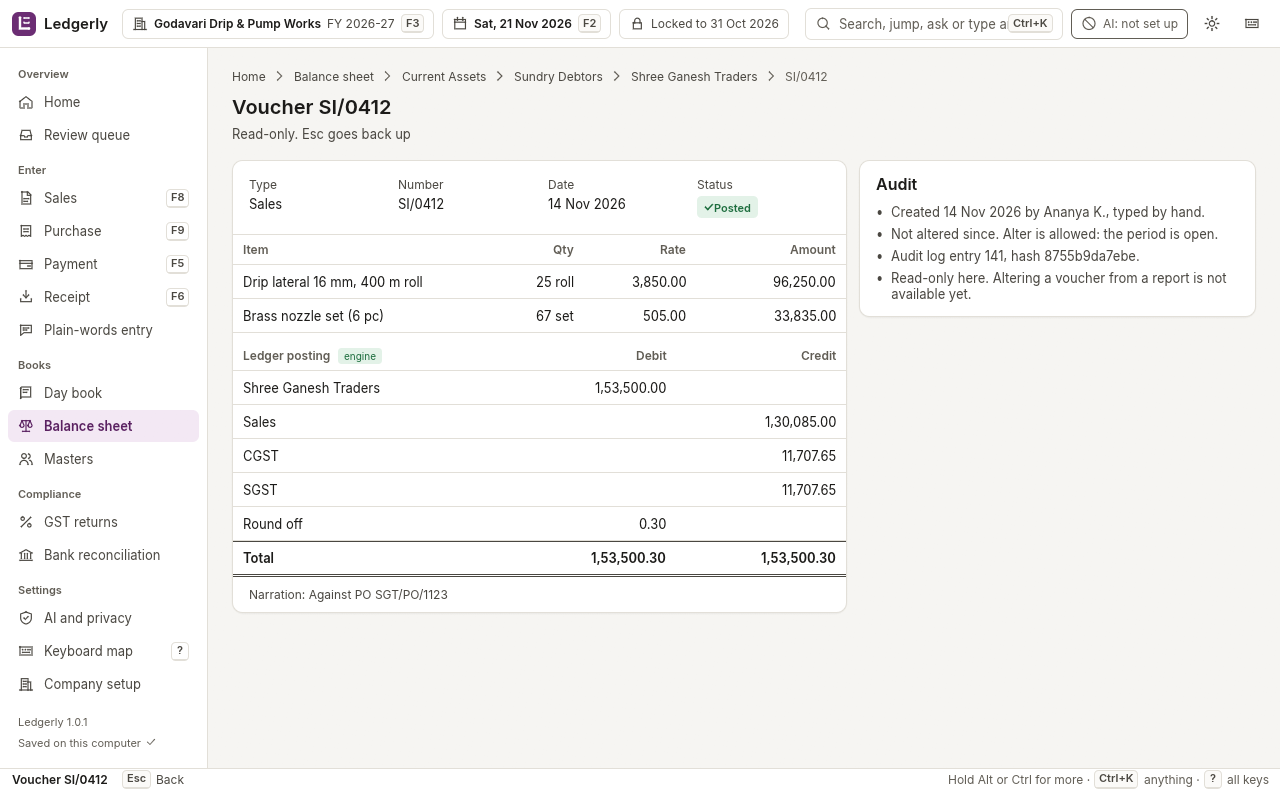 Ledgerly
Godavari Drip & Pump Works FY 2026-27 F3
Sat, 21 Nov 2026 F2
Locked to 31 Oct 2026
Search, jump, ask or type a Ctrl+K
AI: not set up
Overview
Home
Review queue
Enter
Sales F8
Purchase F9
Payment F5
Receipt F6
Plain-words entry
Books
Day book
Balance sheet
Masters
Compliance
GST returns
Bank reconciliation
Settings
AI and privacy
Keyboard map ?
Company setup
Ledgerly 1.0.1
Saved on this computer
Home > Balance sheet > Current Assets > Sundry Debtors > Shree Ganesh Traders > SI/0412
Voucher SI/0412
Read-only. Esc goes back up
Type Number Date Status
Sales SI/0412 14 Nov 2026 Posted
Item Qty Rate Amount
Drip lateral 16 mm, 400 m roll 25 roll 3,850.00 96,250.00
Brass nozzle set (6 pc) 67 set 505.00 33,835.00
Ledger posting engine Debit Credit
Shree Ganesh Traders 1,53,500.00
Sales 1,30,085.00
CGST 11,707.65
SGST 11,707.65
Round off 0.30
Total 1,53,500.30 1,53,500.30
Narration: Against PO SGT/PO/1123
Audit
• Created 14 Nov 2026 by Ananya K., typed by hand.
• Not altered since. Alter is allowed: the period is open.
• Audit log entry 141, hash 8755b9da7ebe.
• Read-only here. Altering a voucher from a report is not
available yet.
Voucher SI/0412 Esc Back
Hold Alt or Ctrl for more · Ctrl+K anything · ? all keys